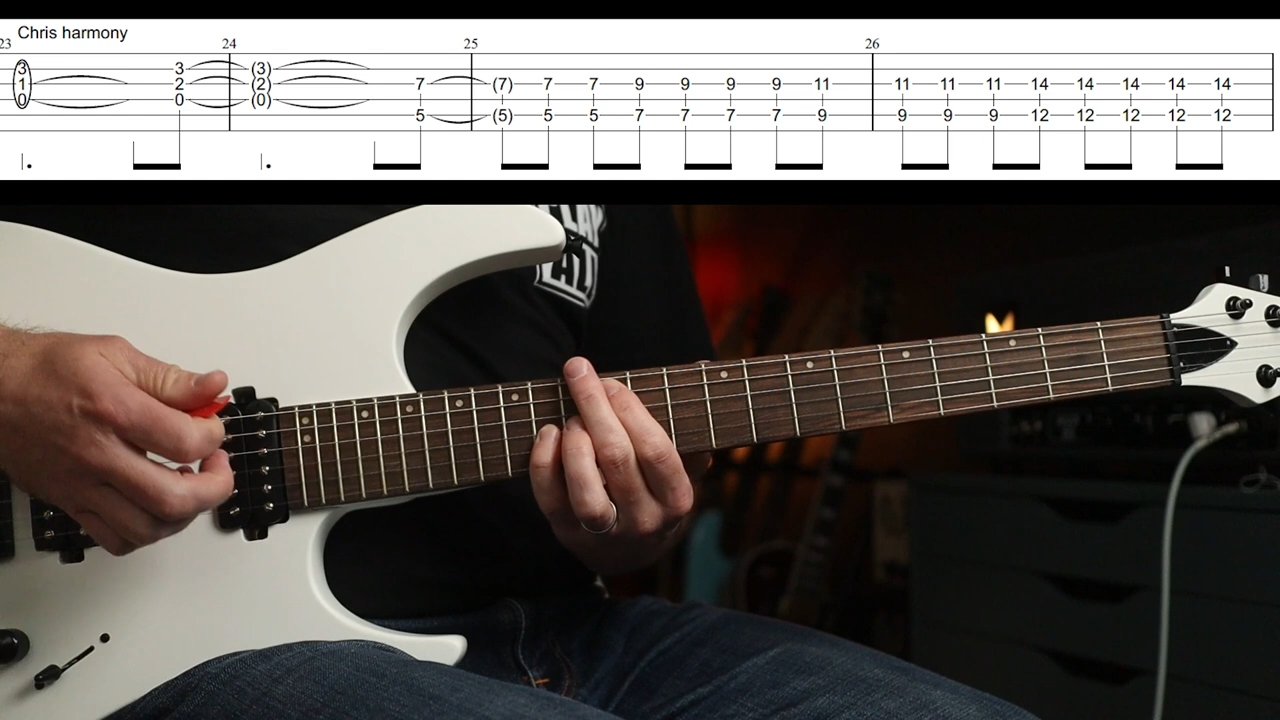 Chris harmony
23 24 25 26
3 3 (3)
1 2 (2) 7 (7) 7 7 9 9 9 9 11 11 11 11 14 14 14 14 14
0 0 (0)
5 (5) 5 5 7 7 7 7 9 9 9 9 12 12 12 12 12